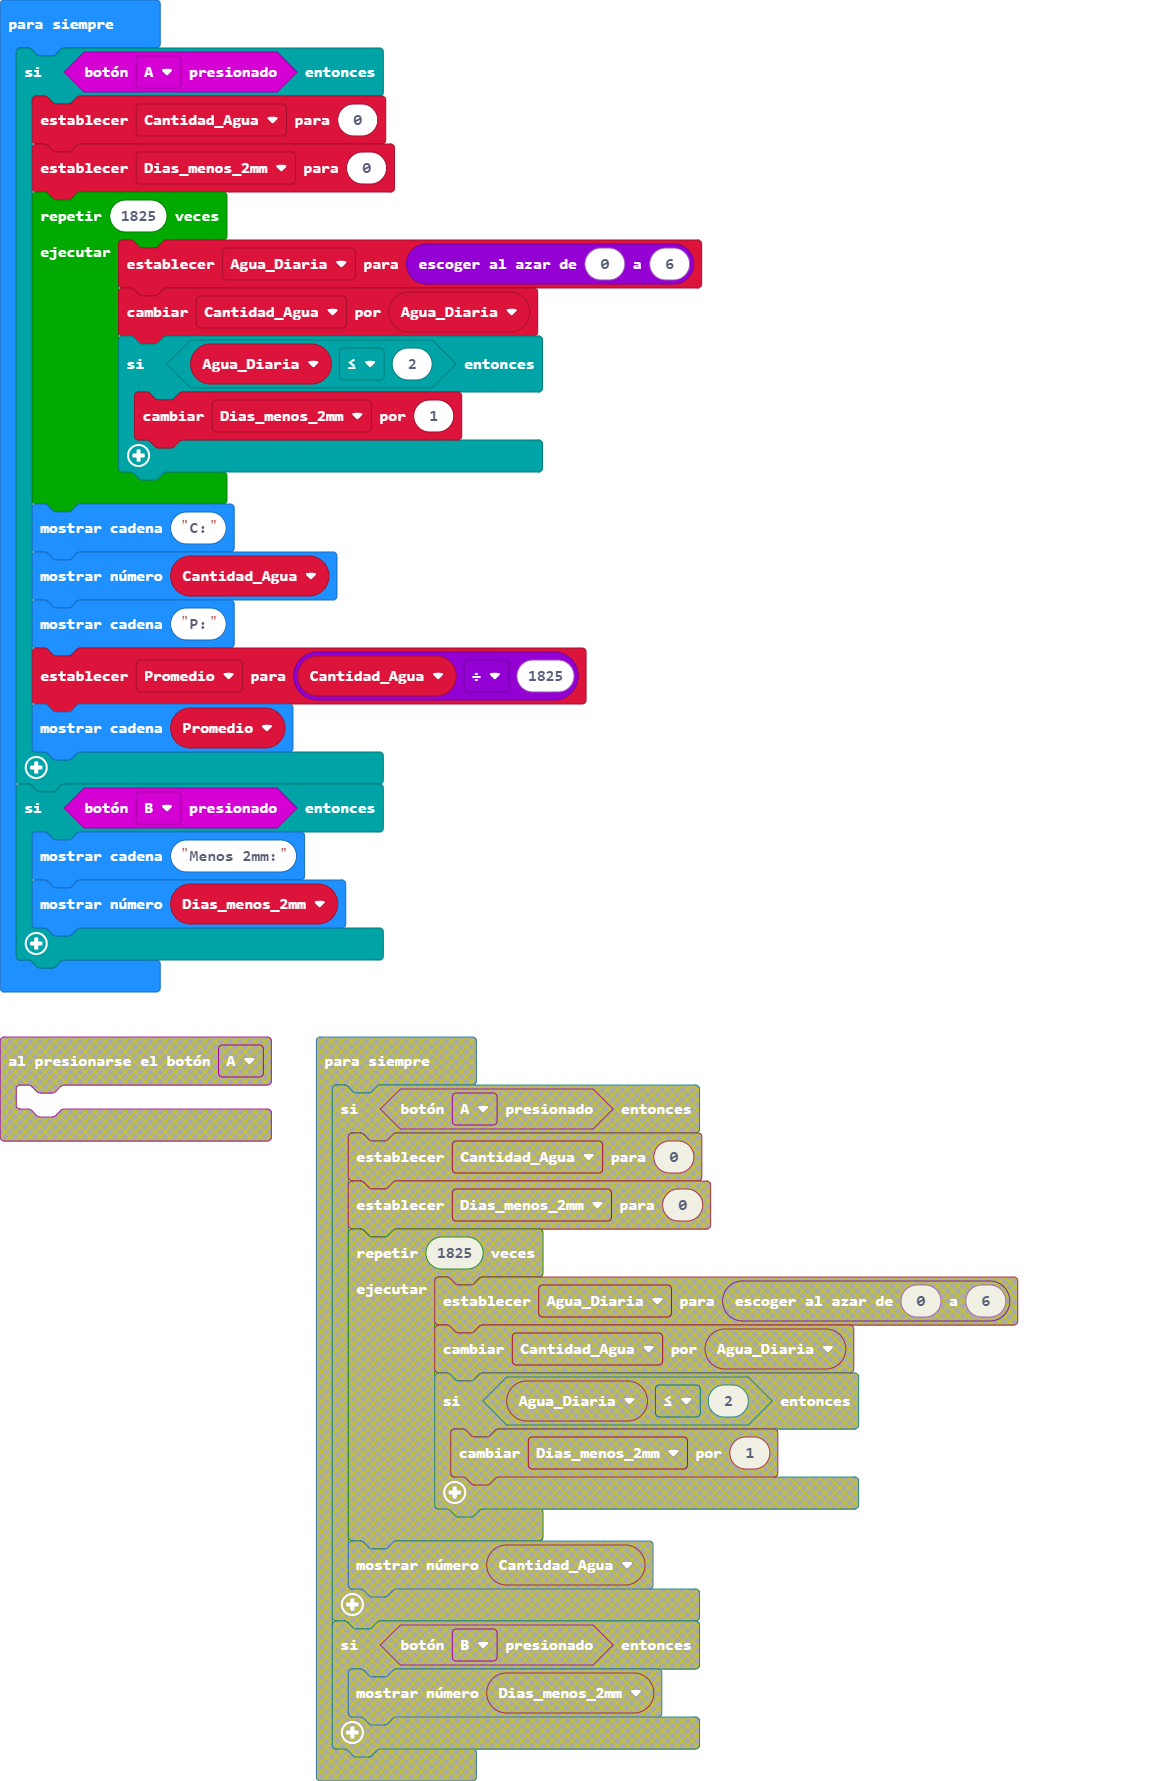 para siempre
si botón A presionado entonces
establecer Cantidad_Agua para 0
establecer Dias_menos_2mm para 0
repetir 1825 veces
ejecutar
establecer Agua_Diaria para escoger al azar de 0 a 6
cambiar Cantidad_Agua por Agua_Diaria
si Agua_Diaria ≤ 2 entonces
cambiar Dias_menos_2mm por 1
mostrar cadena "C:"
mostrar número Cantidad_Agua
mostrar cadena "P:"
establecer Promedio para Cantidad_Agua ÷ 1825
mostrar cadena Promedio
si botón B presionado entonces
mostrar cadena "Menos 2mm:"
mostrar número Dias_menos_2mm
al presionarse el botón A
para siempre
si botón A presionado entonces
establecer Cantidad_Agua para 0
establecer Dias_menos_2mm para 0
repetir 1825 veces
ejecutar
establecer Agua_Diaria para escoger al azar de 0 a 6
cambiar Cantidad_Agua por Agua_Diaria
si Agua_Diaria ≤ 2 entonces
cambiar Dias_menos_2mm por 1
mostrar número Cantidad_Agua
si botón B presionado entonces
mostrar número Dias_menos_2mm